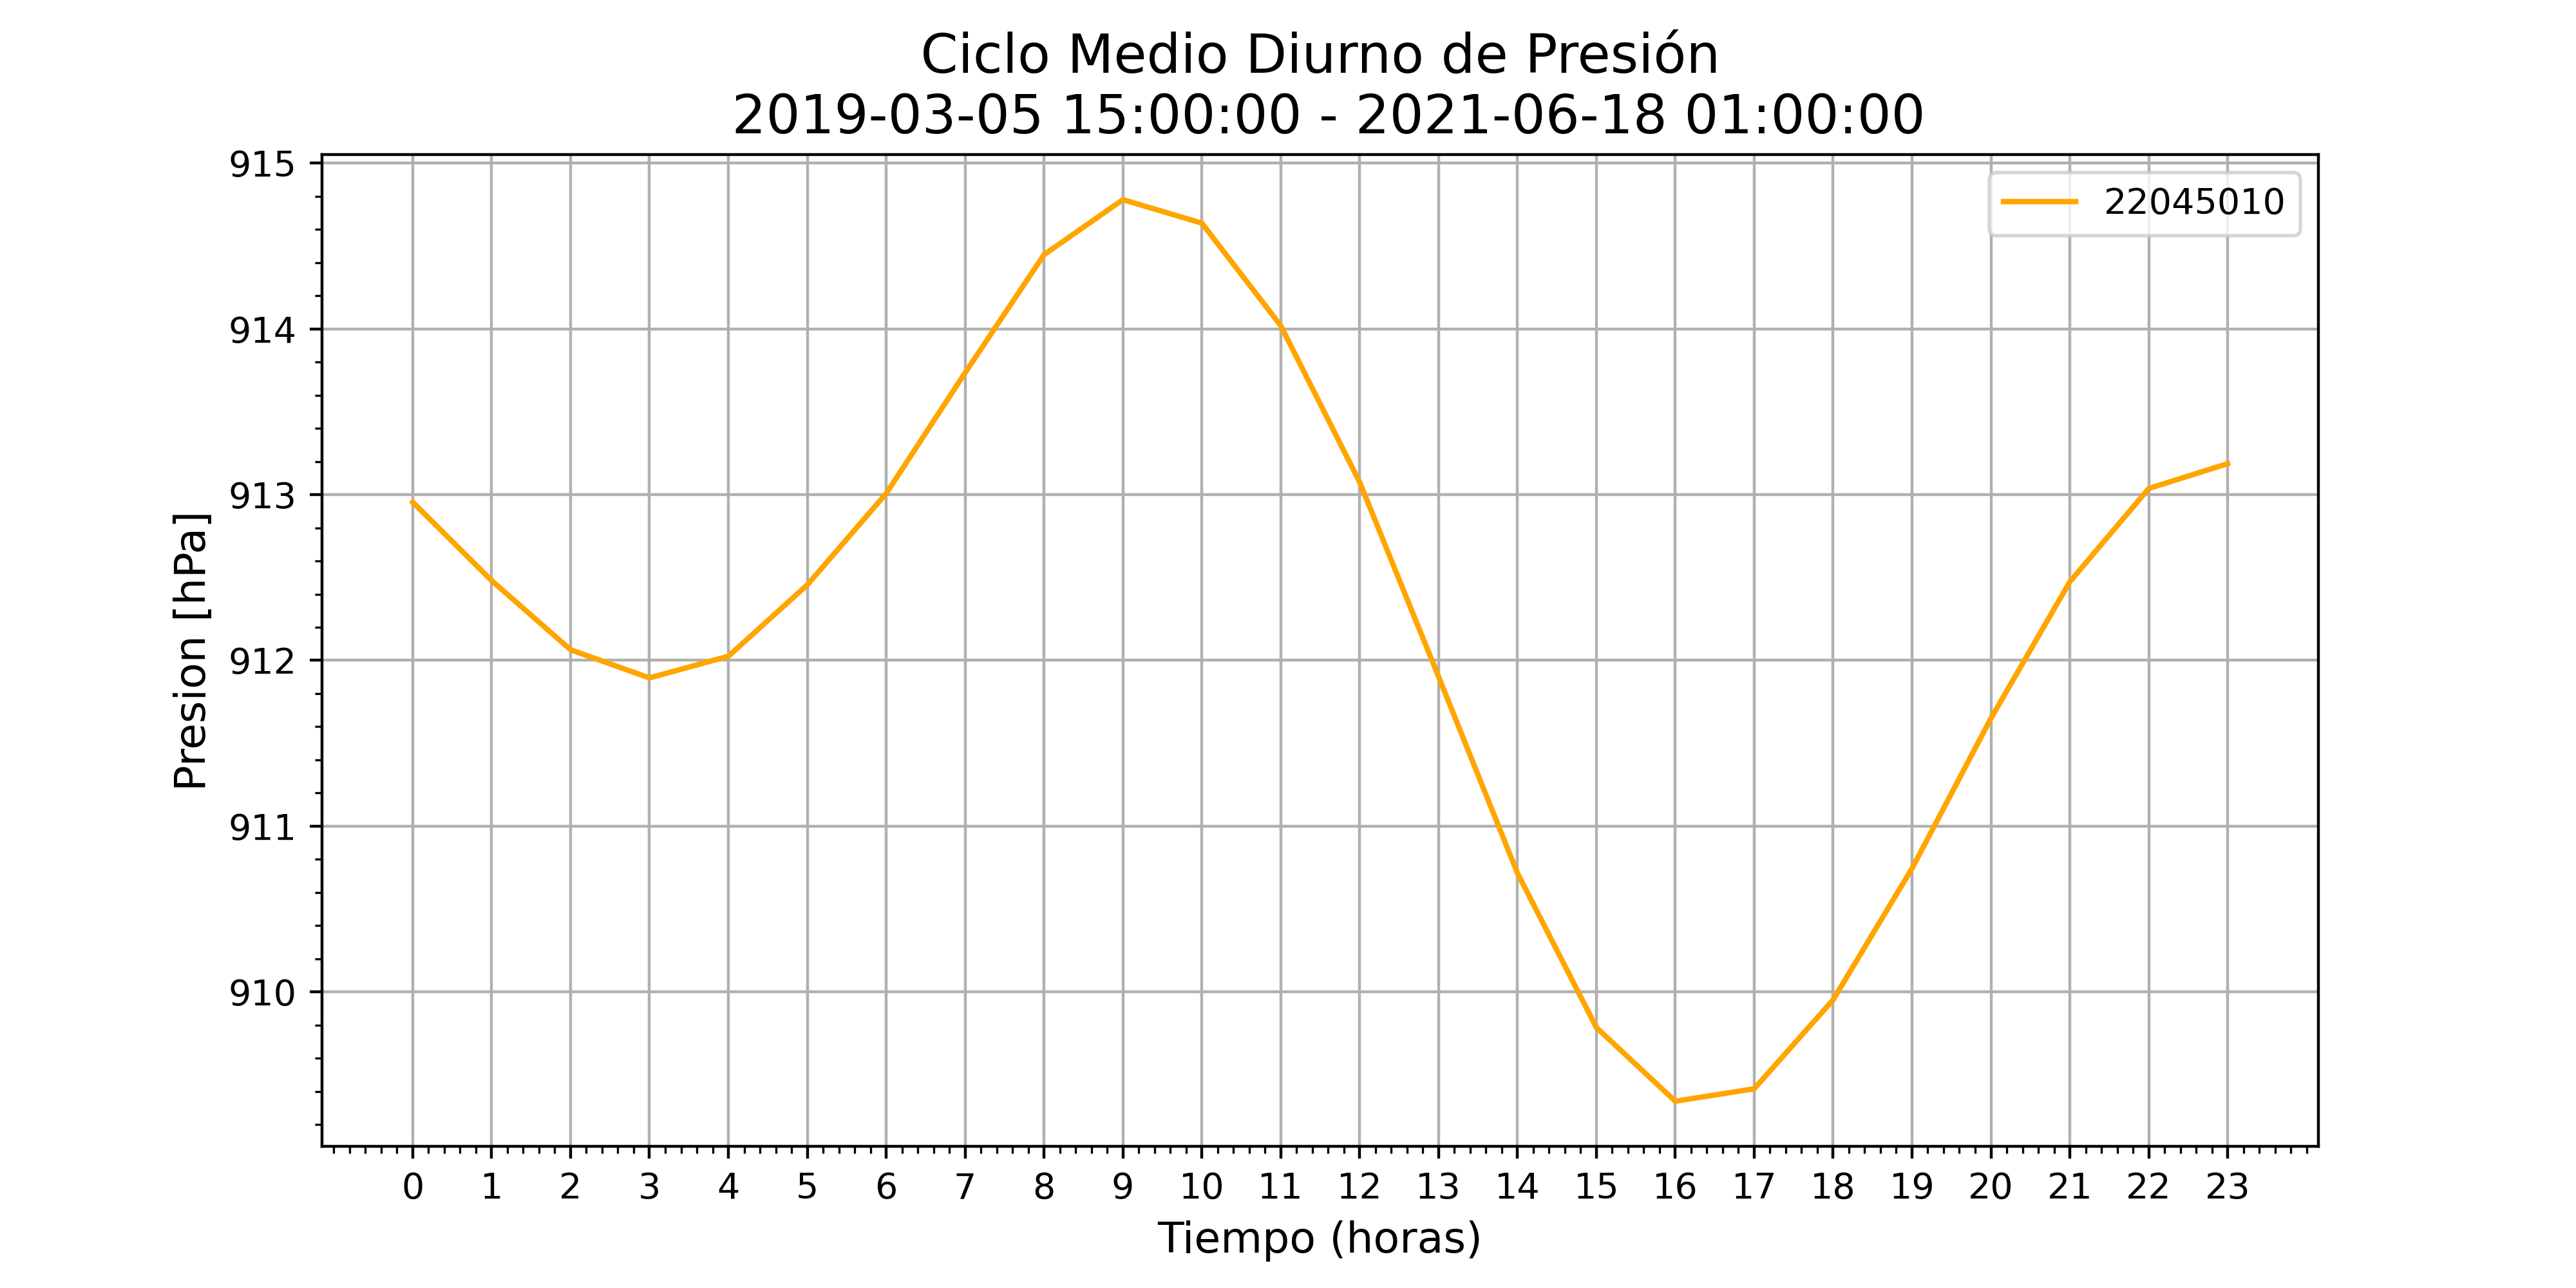 Ciclo Medio Diurno de Presión
2019-03-05 15:00:00 - 2021-06-18 01:00:00
915
914
913
912
911
910
Presion [hPa]
22045010
0 1 2 3 4 5 6 7 8 9 10 11 12 13 14 15 16 17 18 19 20 21 22 23
Tiempo (horas)